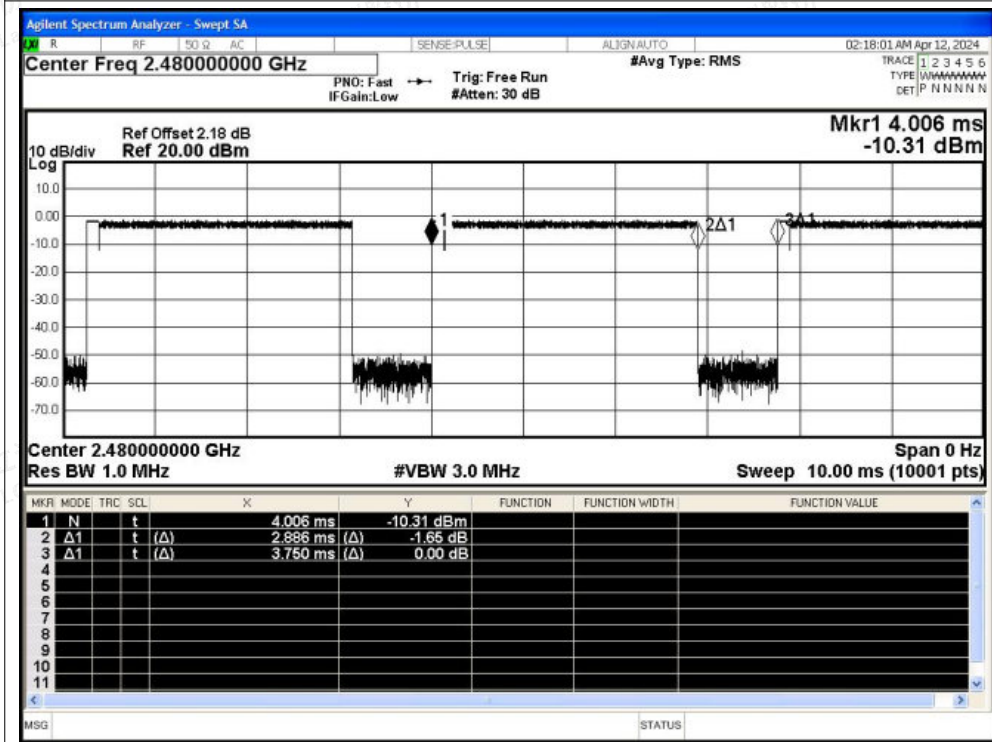 Agilent Spectrum Analyzer - Swept SA
LXI R RF 50 Ω AC SENSE:PULSE ALIGN AUTO 02:18:01 AM Apr 12, 2024
Center Freq 2.480000000 GHz #Avg Type: RMS TRACE 1 2 3 4 5 6
PNO: Fast Trig: Free Run TYPE WWWWWW
IFGain:Low #Atten: 30 dB DET P N N N N N
Mkr1 4.006 ms
Ref Offset 2.18 dB
10 dB/div Ref 20.00 dBm -10.31 dBm
Log
10.0
0.00
1 2Δ1 3Δ1
-10.0
-20.0
-30.0
-40.0
-50.0
-60.0
-70.0
Center 2.480000000 GHz Span 0 Hz
Res BW 1.0 MHz #VBW 3.0 MHz Sweep 10.00 ms (10001 pts)
MKR MODE TRC SCL X Y FUNCTION FUNCTION WIDTH FUNCTION VALUE
1 N t 4.006 ms -10.31 dBm
2 Δ1 t (Δ) 2.886 ms (Δ) -1.65 dB
3 Δ1 t (Δ) 3.750 ms (Δ) 0.00 dB
4
5
6
7
8
9
10
11
MSG STATUS